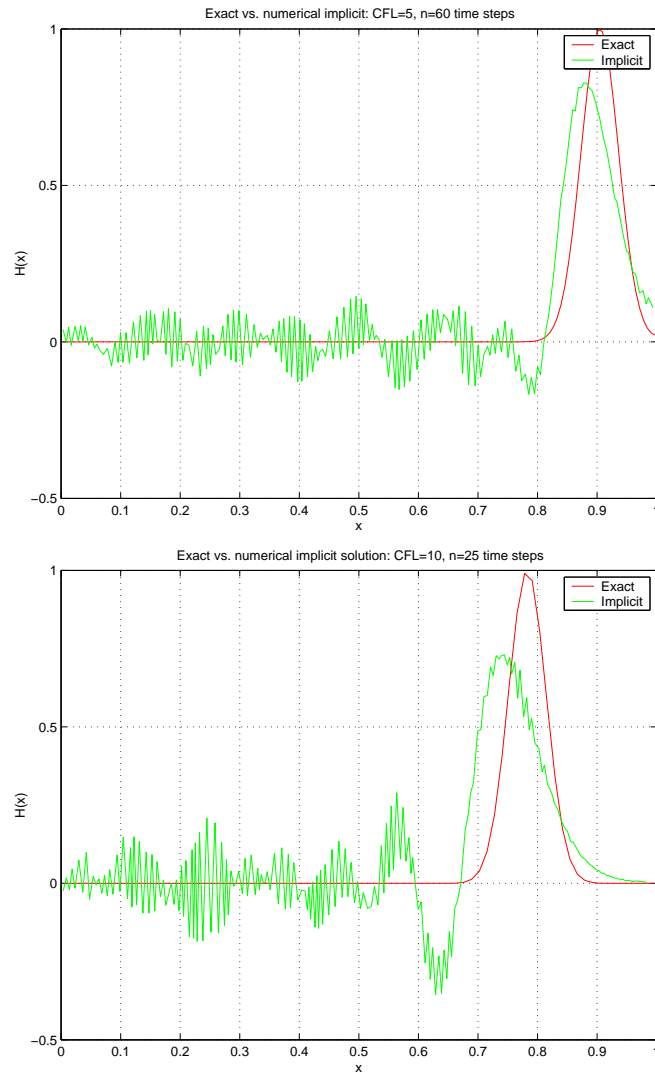 Exact vs. numerical implicit: CFL=5, n=60 time steps
Exact
Implicit
1
0.5
0
−0.5
H(x)
0 0.1 0.2 0.3 0.4 0.5 0.6 0.7 0.8 0.9 1
x
Exact vs. numerical implicit solution: CFL=10, n=25 time steps
Exact
Implicit
1
0.5
0
−0.5
H(x)
0 0.1 0.2 0.3 0.4 0.5 0.6 0.7 0.8 0.9 1
x